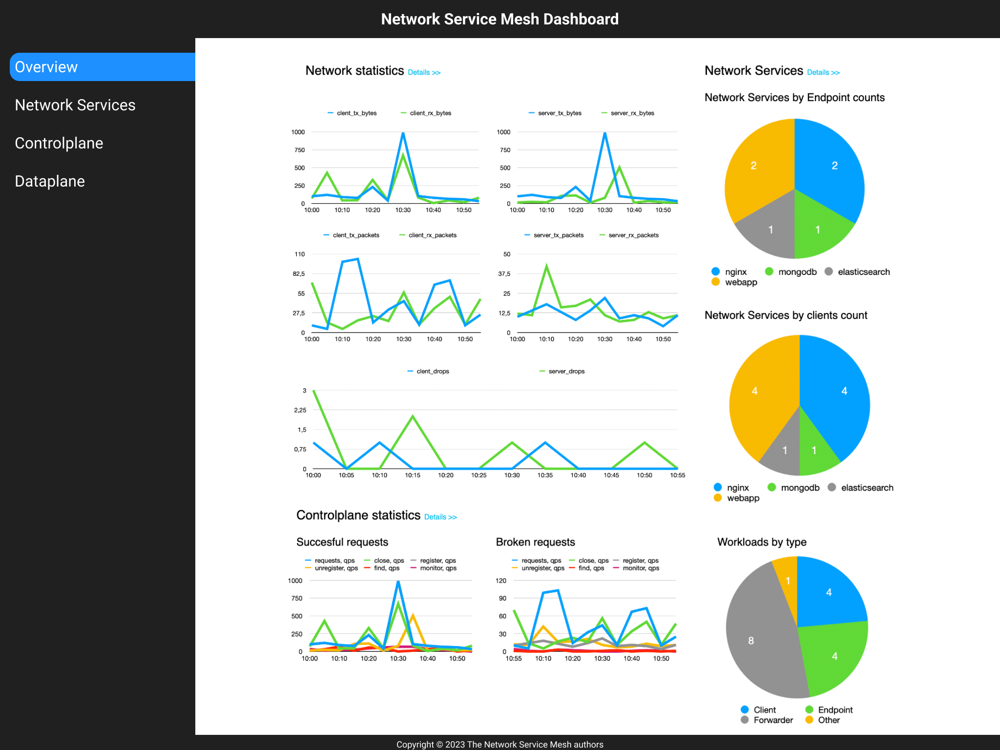 Network Service Mesh Dashboard
Overview
Network Services
Controlplane
Dataplane
Network statistics Details >>
clent_tx_bytes client_rx_bytes
1000
750
500
250
0
10:00 10:10 10:20 10:30 10:40 10:50
server_tx_bytes server_rx_bytes
1000
750
500
250
0
10:00 10:10 10:20 10:30 10:40 10:50
clent_tx_packets client_rx_packets
110
82,5
55
27,5
0
10:00 10:10 10:20 10:30 10:40 10:50
server_tx_packets server_rx_packets
50
37,5
25
12,5
0
10:00 10:10 10:20 10:30 10:40 10:50
clent_drops server_drops
3
2,25
1,5
0,75
0
10:00 10:05 10:10 10:15 10:20 10:25 10:30 10:35 10:40 10:45 10:50 10:55
Controlplane statistics Details >>
Succesful requests
requests, qps close, qps register, qps
unregister, qps find, qps monitor, qps
1000
750
500
250
0
10:00 10:10 10:20 10:30 10:40 10:50
Broken requests
requests, qps close, qps register, qps
unregister, qps find, qps monitor, qps
120
90
60
30
0
10:55 10:10 10:20 10:30 10:40 10:50
Network Services Details >>
Network Services by Endpoint counts
2 2
1 1
nginx mongodb elasticsearch
webapp
Network Services by clients count
4 4
1 1
nginx mongodb elasticsearch
webapp
Workloads by type
1
4
8
4
Client Endpoint
Forwarder Other
Copyright © 2023 The Network Service Mesh authors